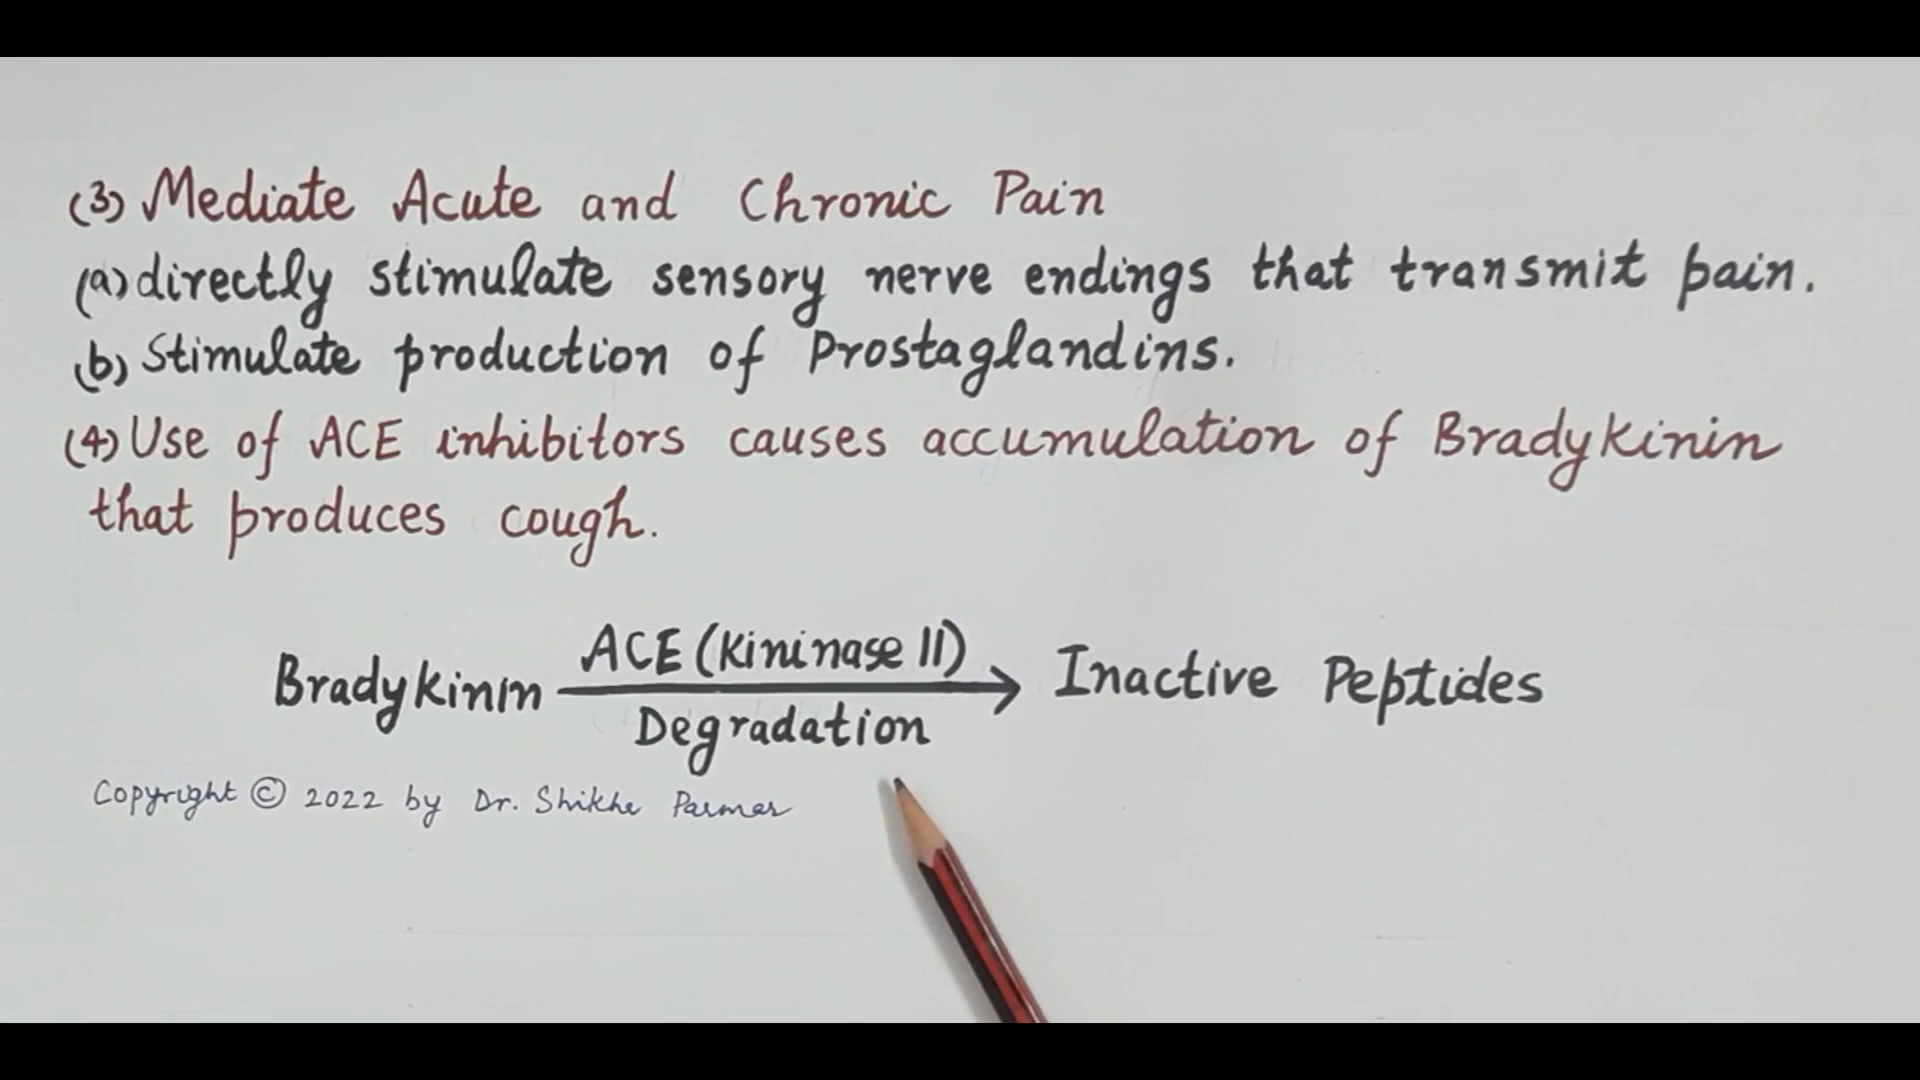 (3) Mediate Acute and Chronic Pain
(a) directly stimulate sensory nerve endings that transmit pain.
(b) Stimulate production of Prostaglandins.
(4) Use of ACE inhibitors causes accumulation of Bradykinin
that produces cough.
Bradykinin ACE (Kininase II) Inactive Peptides
Degradation
Copyright © 2022 by Dr. Shikha Parmar